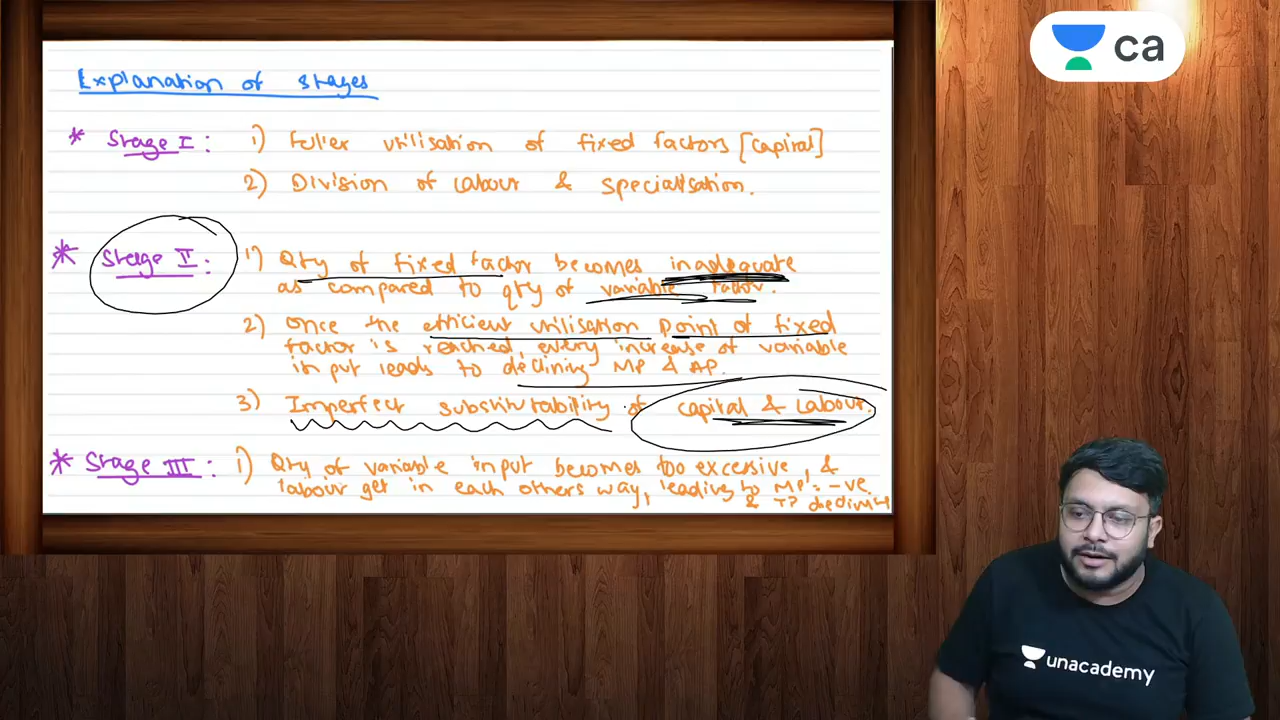 Explanation of stages
* Stage I : 1) Fuller utilisation of fixed factors [capital]
2) Division of labour & specialisation.
* Stage II : 1) Qty of fixed factor becomes inadequate
as compared to qty of variable factor.
2) Once the efficient utilisation point of fixed
factor is reached, every increase of variable
input leads to declining MP & AP.
3) Imperfect substitutability of capital & labour.
* Stage III : 1) Qty of variable input becomes too excessive, &
labour get in each others way, leading to MP = -ve
& TP declining
ca
unacademy